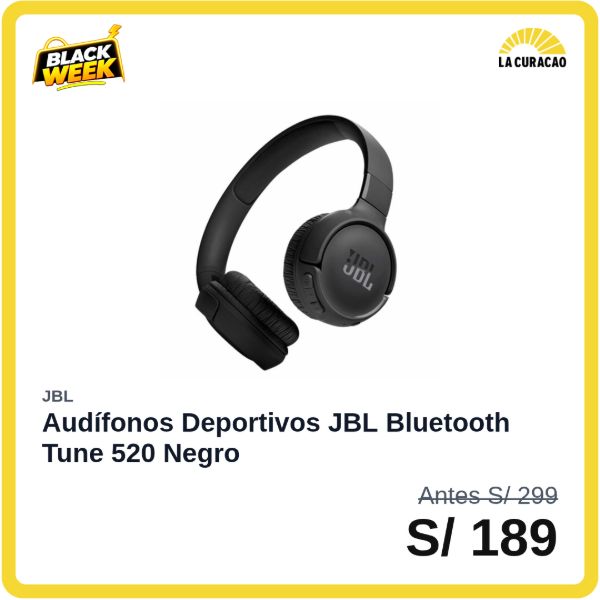 BLACK
WEEK
LA CURACAO
JBL
JBL
Audífonos Deportivos JBL Bluetooth
Tune 520 Negro
Antes S/ 299
S/ 189